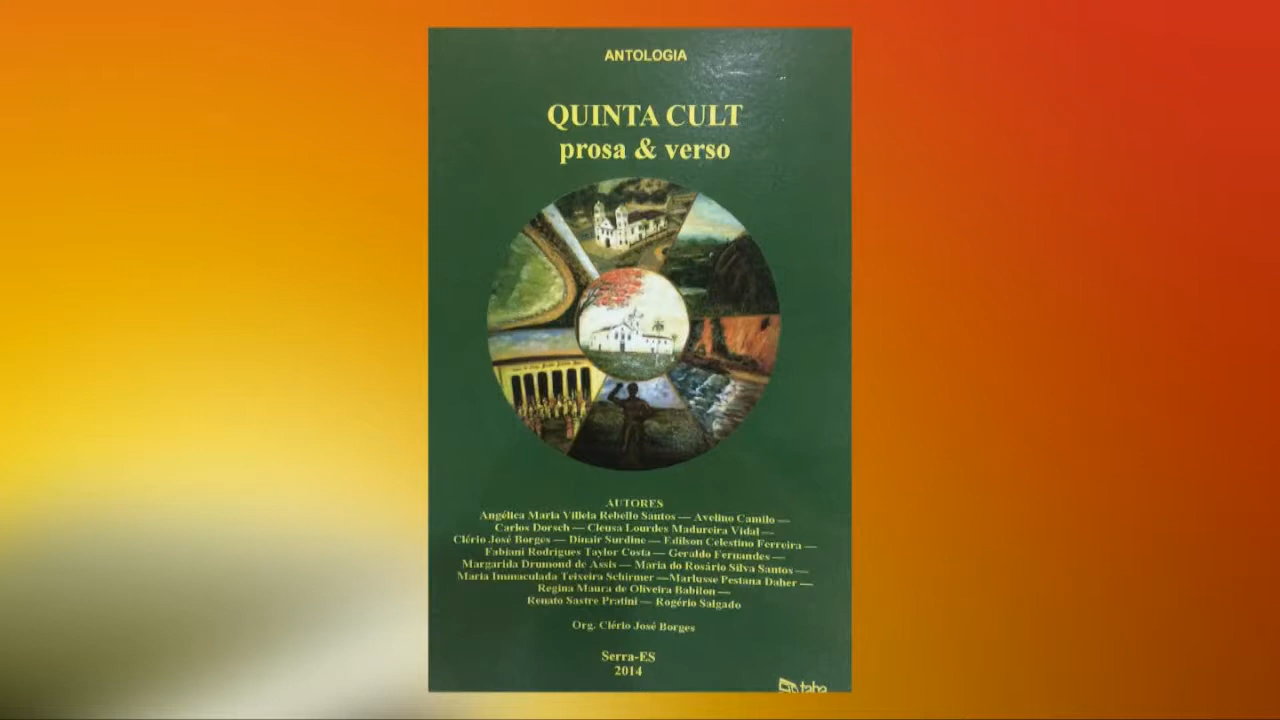 ANTOLOGIA
QUINTA CULT
prosa & verso
AUTORES
Angélica Maria Villela Rebello Santos — Avelino Camilo —
Carlos Dorsch — Cleusa Lourdes Madureira Vidal —
Clério José Borges — Dinair Surdine — Edilson Celestino Ferreira —
Fabiani Rodrigues Taylor Costa — Geraldo Fernandes —
Margarida Drumond de Assis — Maria do Rosário Silva Santos —
Maria Immaculada Teixeira Schirmer —Marlusse Pestana Daher —
Regina Maura de Oliveira Babilon —
Renato Sastre Pratini — Rogério Salgado
Org. Clério José Borges
Serra-ES
2014
taba